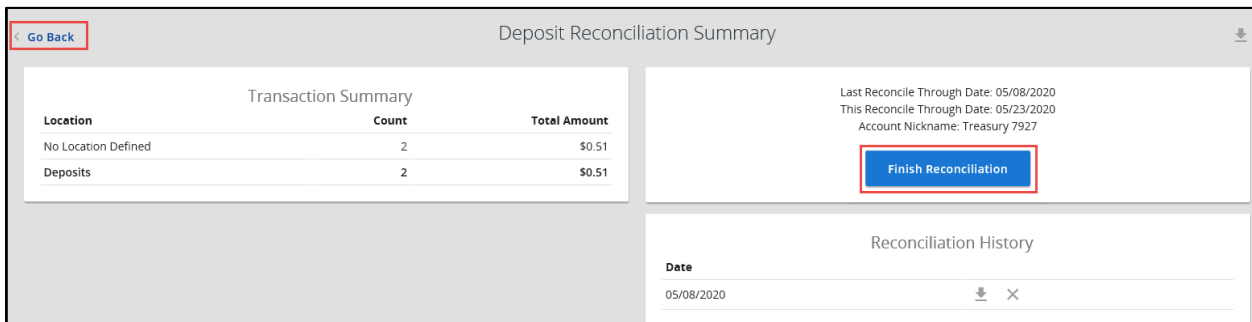 Go Back
Deposit Reconciliation Summary
Transaction Summary
Location Count Total Amount
No Location Defined 2 $0.51
Deposits 2 $0.51
Last Reconcile Through Date: 05/08/2020
This Reconcile Through Date: 05/23/2020
Account Nickname: Treasury 7927
Finish Reconciliation
Reconciliation History
Date
05/08/2020